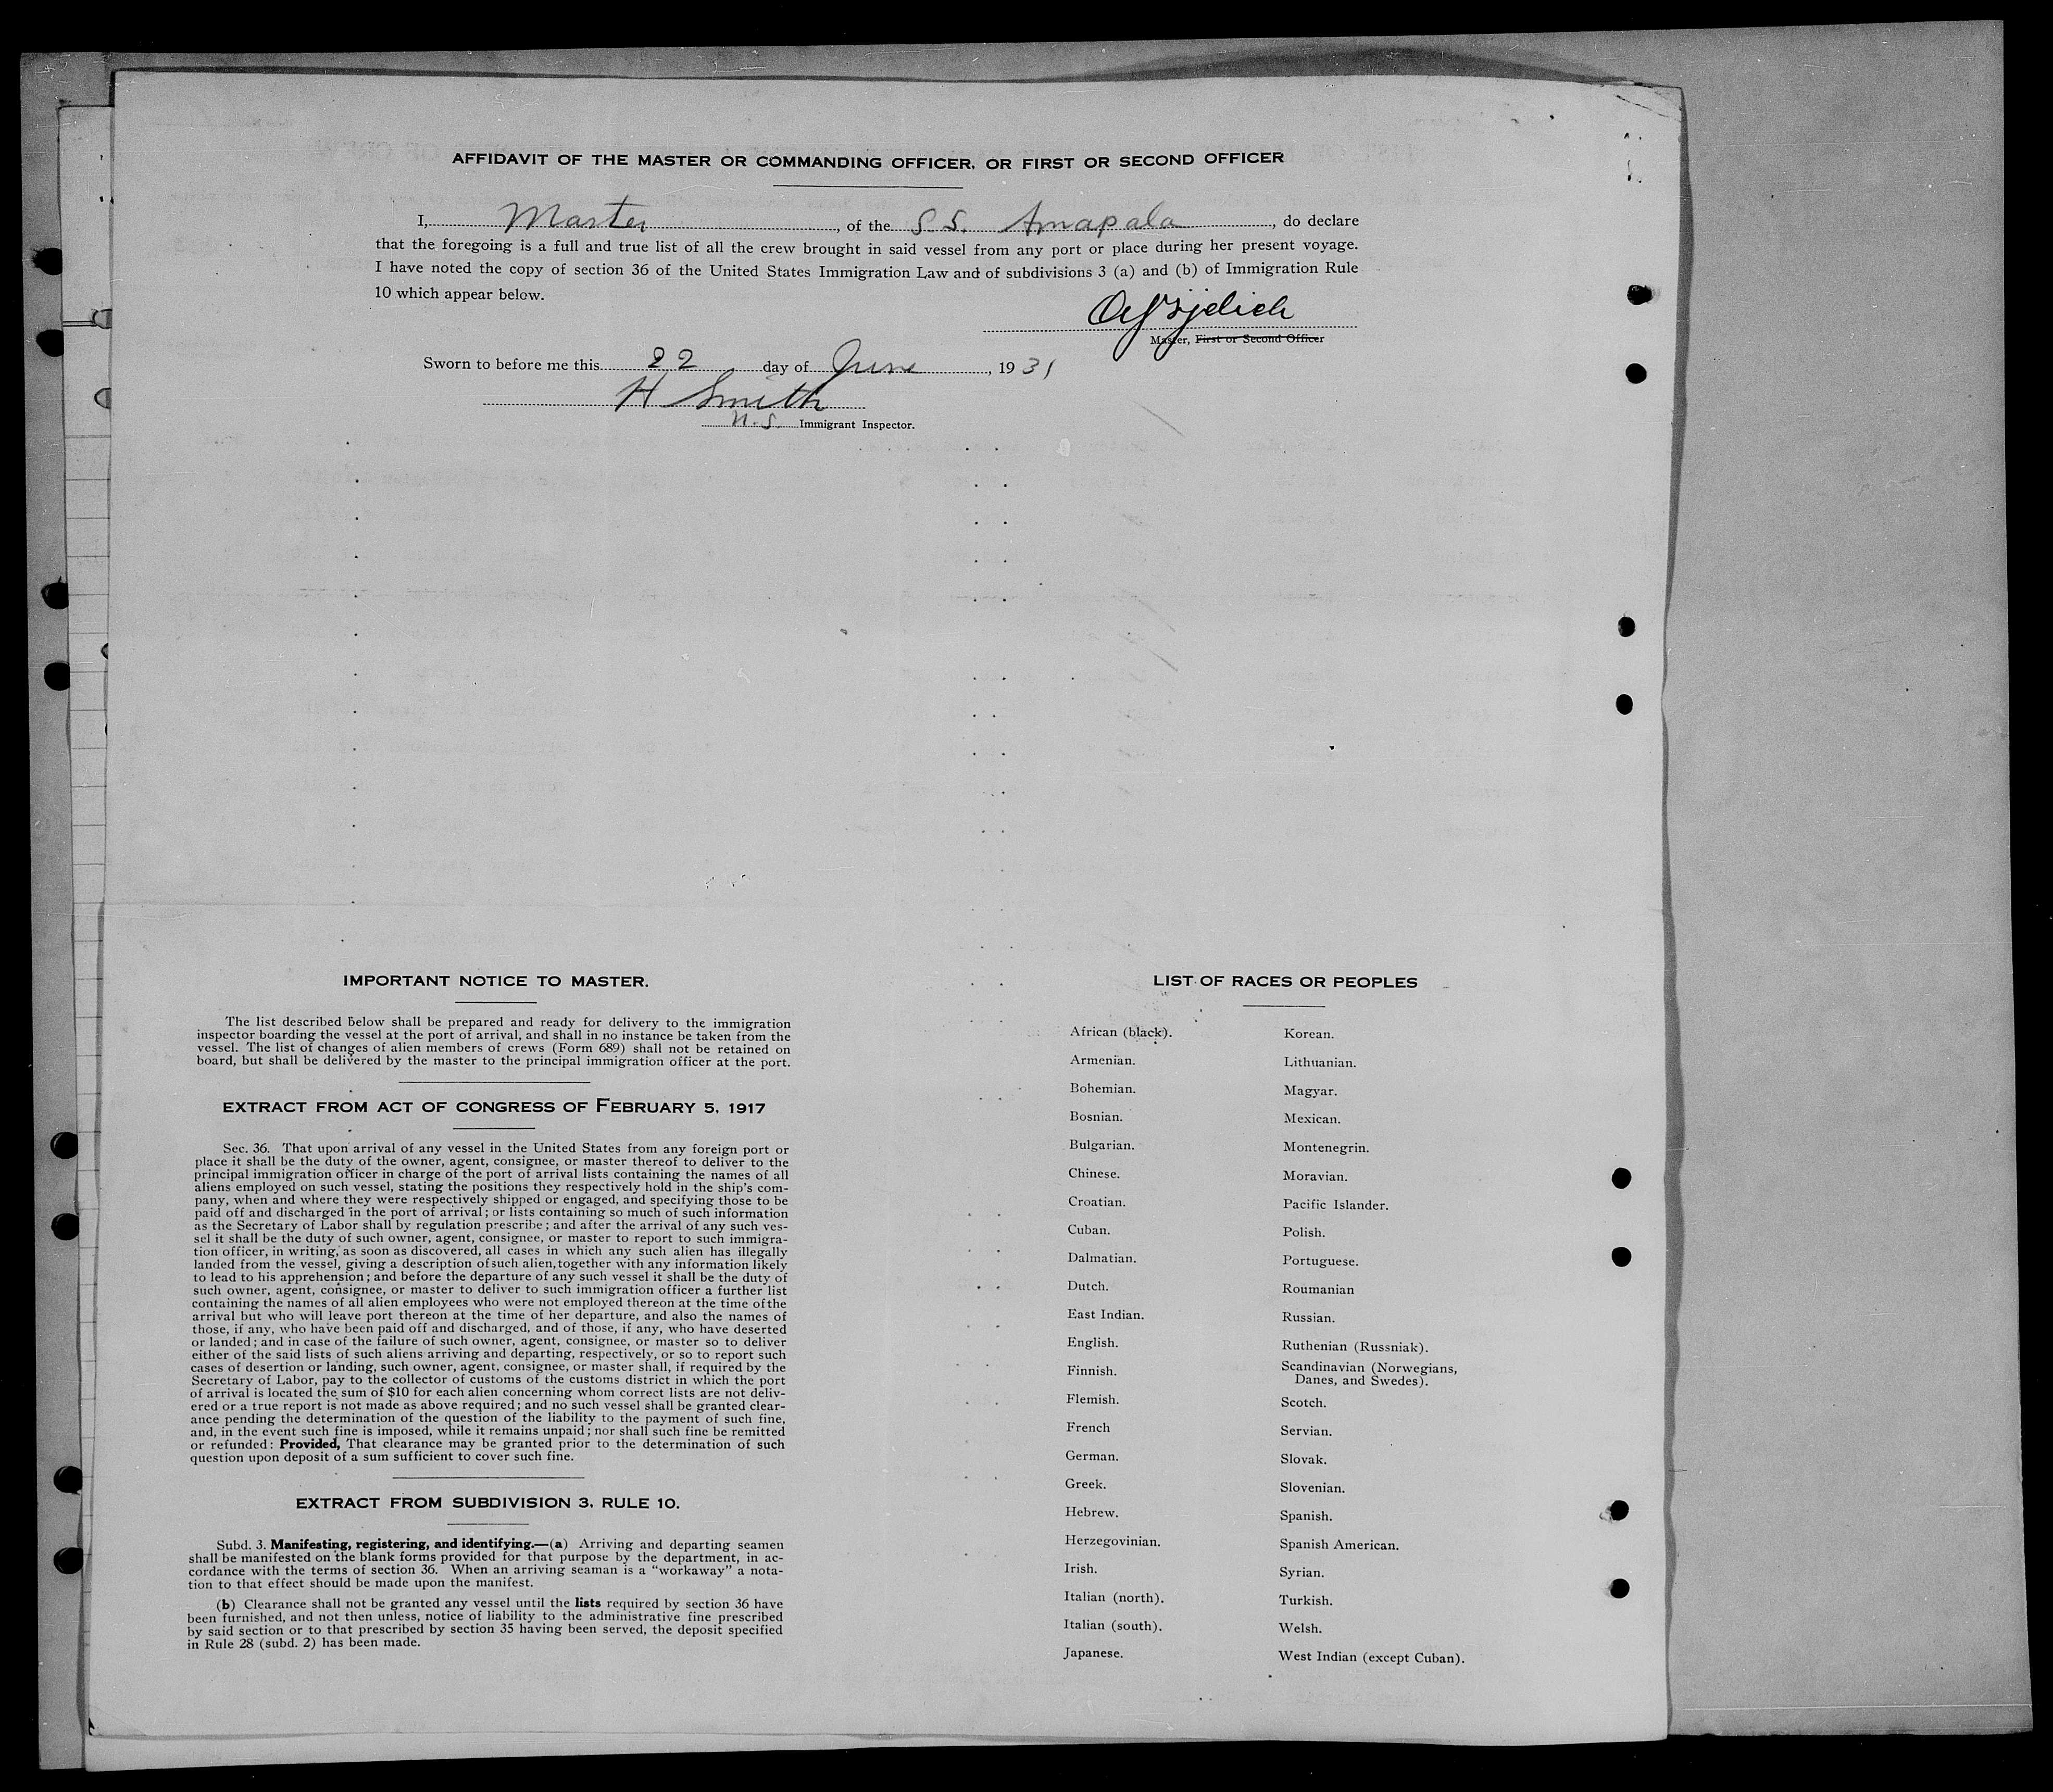 AFFIDAVIT OF THE MASTER OR COMMANDING OFFICER, OR FIRST OR SECOND OFFICER
I, Master, of the S.S. Amapala, do declare
that the foregoing is a full and true list of all the crew brought in said vessel from any port or place during her present voyage.
I have noted the copy of section 36 of the United States Immigration Law and of subdivisions 3 (a) and (b) of Immigration Rule
10 which appear below.
Master, First or Second Officer
Sworn to before me this 22 day of June, 1931
H Smith
Immigrant Inspector.
IMPORTANT NOTICE TO MASTER.
The list described below shall be prepared and ready for delivery to the immigration
inspector boarding the vessel at the port of arrival, and shall in no instance be taken from the
vessel. The list of changes of alien members of crews (Form 689) shall not be retained on
board, but shall be delivered by the master to the principal immigration officer at the port.
EXTRACT FROM ACT OF CONGRESS OF FEBRUARY 5, 1917
Sec. 36. That upon arrival of any vessel in the United States from any foreign port or
place it shall be the duty of the owner, agent, consignee, or master thereof to deliver to the
principal immigration officer in charge of the port of arrival lists containing the names of all
aliens employed on such vessel, stating the positions they respectively hold in the ship's com-
pany, when and where they were respectively shipped or engaged, and specifying those to be
paid off and discharged in the port of arrival; or lists containing so much of such information
as the Secretary of Labor shall by regulation prescribe; and after the arrival of any such ves-
sel it shall be the duty of such owner, agent, consignee, or master to report to such immigra-
tion officer, in writing, as soon as discovered, all cases in which any such alien has illegally
landed from the vessel, giving a description of such alien, together with any information likely
to lead to his apprehension; and before the departure of any such vessel it shall be the duty of
such owner, agent, consignee, or master to deliver to such immigration officer a further list
containing the names of all alien employees who were not employed thereon at the time of the
arrival but who will leave port thereon at the time of her departure, and also the names of
those, if any, who have been paid off and discharged, and of those, if any, who have deserted
or landed; and in case of the failure of such owner, agent, consignee, or master so to deliver
either of the said lists of such aliens arriving and departing, respectively, or so to report such
cases of desertion or landing, such owner, agent, consignee, or master shall, if required by the
Secretary of Labor, pay to the collector of customs of the customs district in which the port
of arrival is located the sum of $10 for each alien concerning whom correct lists are not deliv-
ered or a true report is not made as above required; and no such vessel shall be granted clear-
ance pending the determination of the question of the liability to the payment of such fine,
and, in the event such fine is imposed, while it remains unpaid; nor shall such fine be remitted
or refunded: Provided, That clearance may be granted prior to the determination of such
question upon deposit of a sum sufficient to cover such fine.
EXTRACT FROM SUBDIVISION 3, RULE 10.
Subd. 3. Manifesting, registering, and identifying.—(a) Arriving and departing seamen
shall be manifested on the blank forms provided for that purpose by the department, in ac-
cordance with the terms of section 36. When an arriving seaman is a "workaway" a nota-
tion to that effect should be made upon the manifest.
(b) Clearance shall not be granted any vessel until the lists required by section 36 have
been furnished, and not then unless, notice of liability to the administrative fine prescribed
by said section or to that prescribed by section 35 having been served, the deposit specified
in Rule 28 (subd. 2) has been made.
LIST OF RACES OR PEOPLES
African (black).
Armenian.
Bohemian.
Bosnian.
Bulgarian.
Chinese.
Croatian.
Cuban.
Dalmatian.
Dutch.
East Indian.
English.
Finnish.
Flemish.
French
German.
Greek.
Hebrew.
Herzegovinian.
Irish.
Italian (north).
Italian (south).
Japanese.
Korean.
Lithuanian.
Magyar.
Mexican.
Montenegrin.
Moravian.
Pacific Islander.
Polish.
Portuguese.
Roumanian
Russian.
Ruthenian (Russniak).
Scandinavian (Norwegians,
Danes, and Swedes).
Scotch.
Servian.
Slovak.
Slovenian.
Spanish.
Spanish American.
Syrian.
Turkish.
Welsh.
West Indian (except Cuban).